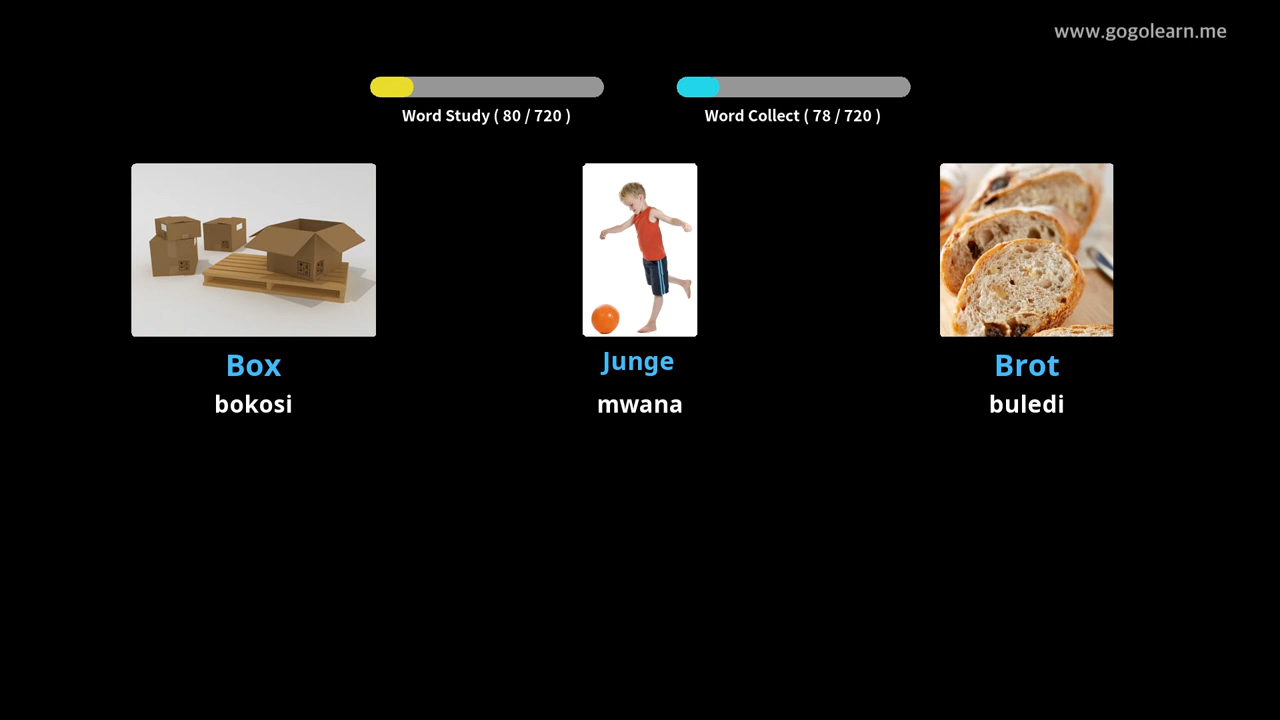 www.gogolearn.me
Word Study ( 80 / 720 )
Word Collect ( 78 / 720 )
Box
Junge
Brot
bokosi
mwana
buledi